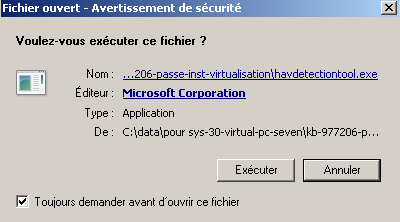 Fichier ouvert - Avertissement de sécurité
Voulez-vous exécuter ce fichier ?
Nom : ...206-passe-inst-virtualisation\havdetectiontool.exe
Éditeur : Microsoft Corporation
Type : Application
De : C:\data\pour sys-30-virtual-pc-seven\kb-977206-p...
Exécuter Annuler
Toujours demander avant d'ouvrir ce fichier